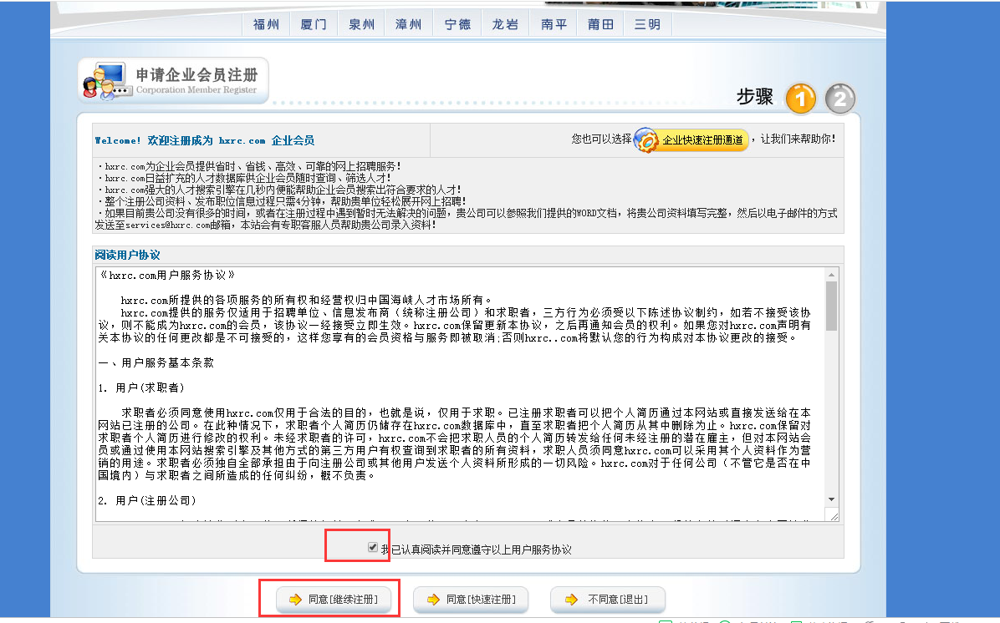 福州 厦门 泉州 漳州 宁德 龙岩 南平 莆田 三明
申请企业会员注册
Corporation Member Register
步骤 1 2
Welcome! 欢迎注册成为 hxrc.com 企业会员
您也可以选择 企业快速注册通道 ，让我们来帮助你!
·hxrc.com为企业会员提供省时、省钱、高效、可靠的网上招聘服务!
·hxrc.com日益扩充的人才数据库供企业会员随时查询、筛选人才!
·hxrc.com强大的人才搜索引擎在几秒内便能帮助企业会员搜索出符合要求的人才!
·整个注册公司资料、发布职位信息过程只需4分钟，帮助贵单位轻松展开网上招聘!
·如果目前贵公司没有很多的时间，或者在注册过程中遇到暂时无法解决的问题，贵公司可以参照我们提供的WORD文档，将贵公司资料填写完整，然后以电子邮件的方式
发送至services@hxrc.com邮箱，本站会有专职客服人员帮助贵公司录入资料!
阅读用户协议
《hxrc.com用户服务协议》
hxrc.com所提供的各项服务的所有权和经营权归中国海峡人才市场所有。
hxrc.com提供的服务仅适用于招聘单位、信息发布商（统称注册公司）和求职者，三方行为必须受以下陈述协议制约，如若不接受该协
议，则不能成为hxrc.com的会员，该协议一经接受立即生效。hxrc.com保留更新本协议，之后再通知会员的权利。如果您对hxrc.com声明有
关本协议的任何更改都是不可接受的，这样您享有的会员资格与服务即被取消;否则hxrc..com将默认您的行为构成对本协议更改的接受。
一、用户服务基本条款
1. 用户(求职者)
求职者必须同意使用hxrc.com仅用于合法的目的，也就是说，仅用于求职。已注册求职者可以把个人简历通过本网站或直接发送给在本
网站已注册的公司。在此种情况下，求职者个人简历仍储存在hxrc.com数据库中，直至求职者把个人简历从其中删除为止。hxrc.com保留对
求职者个人简历进行修改的权利。未经求职者的许可，hxrc.com不会把求职人员的个人简历转发给任何未经注册的潜在雇主，但对本网站会
员或通过使用本网站搜索引擎及其他方式的第三方用户有权查询到求职者的所有资料，求职人员须同意hxrc.com可以采用其个人资料作为营
销的用途。求职者必须独自全部承担由于向注册公司或其他用户发送个人资料所形成的一切风险。hxrc.com对于任何公司（不管它是否在中
国境内）与求职者之间所造成的任何纠纷，概不负责。
2. 用户(注册公司)
我已认真阅读并同意遵守以上用户服务协议
同意[继续注册] 同意[快速注册] 不同意[退出]